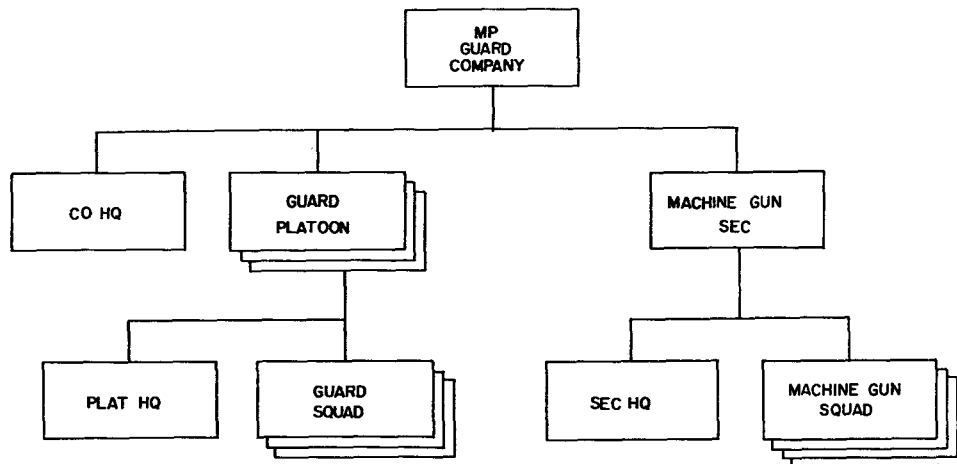 MP
GUARD
COMPANY
CO HQ
GUARD
PLATOON
MACHINE GUN
SEC
PLAT HQ
GUARD
SQUAD
SEC HQ
MACHINE GUN
SQUAD